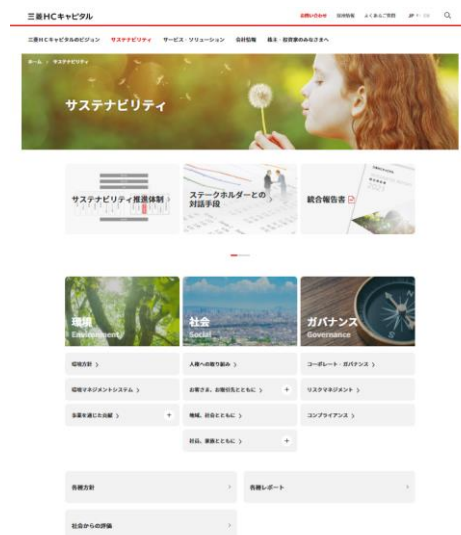 三菱HCキャピタル
お問いわせ 採用情報 よくあるご質問 JP
三菱HCキャピタルのビジョン サステナビリティ サービス・ソリューション 会社情報 株主・投資家のみなさまへ
ホーム サステナビリティ
サステナビリティ
サステナビリティ推進体制
ステークホルダーとの
対話手段
統合報告書
環境
Environment
社会
Social
ガバナンス
Governance
環境方針
人権への取り組み
コーポレート・ガバナンス
環境マネジメントシステム
お客さま、お取引先とともに
リスクマネジメント
事業を通じた貢献
地域、社会とともに
コンプライアンス
社員、家族とともに
各種方針
各種レポート
社会からの評価